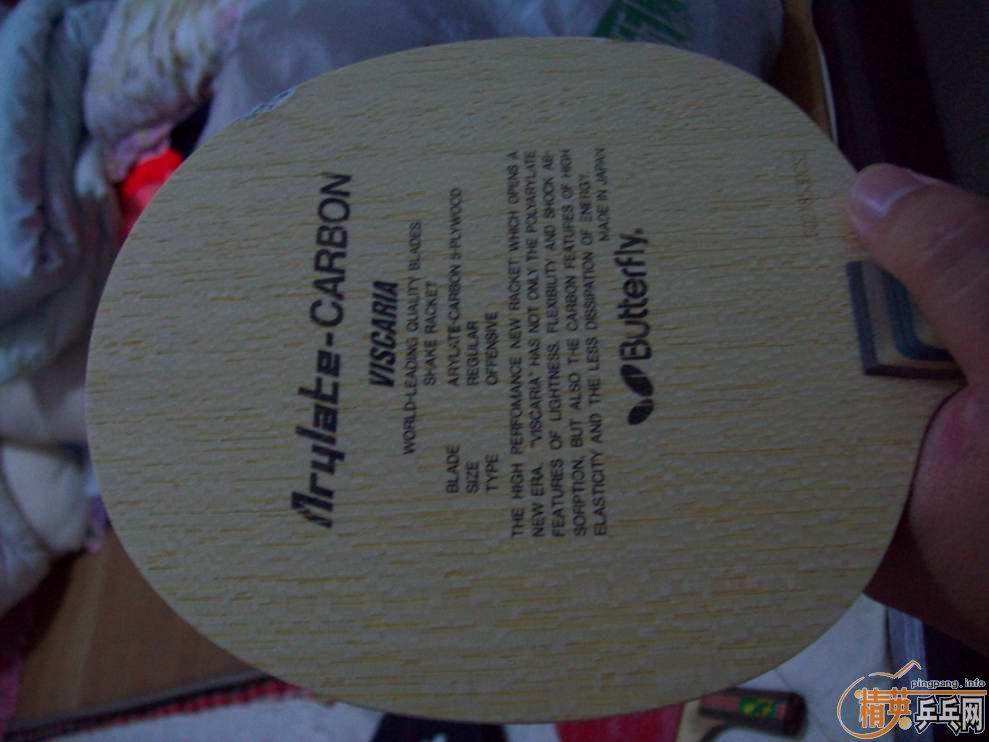 Arylate-CARBON
VISCARIA
WORLD-LEADING QUALITY BLADES
SHAKE RACKET
BLADE ARYLATE-CARBON 5-PLYWOOD
SIZE REGULAR
TYPE OFFENSIVE
THE HIGH PERFOMANCE NEW RACKET WHICH OPENS A
NEW ERA. "VISCARIA" HAS NOT ONLY THE POLYARYLATE
FEATURES OF LIGHTNESS, FLEXIBILITY AND SHOCK AB-
SORPTION, BUT ALSO THE CARBON FEATURES OF HIGH
ELASTICITY AND THE LESS DISSIPATION OF ENERGY.
MADE IN JAPAN
Butterfly.
pingpang.info
精英乒乓网